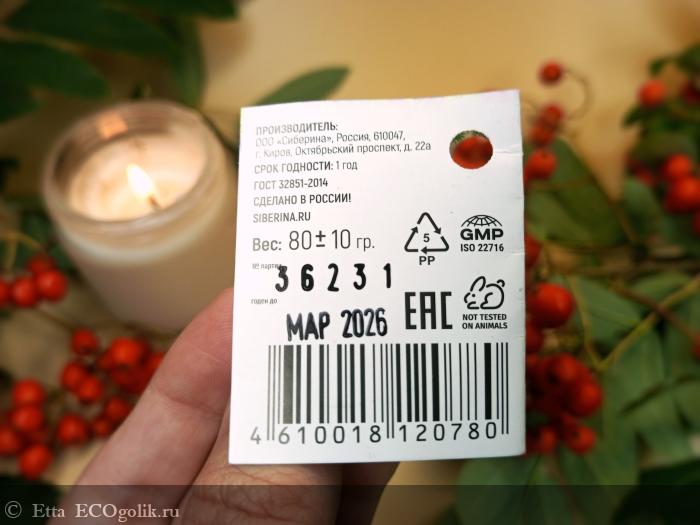 ПРОИЗВОДИТЕЛЬ:
ООО «Сиберина», Россия, 610047,
г. Киров, Октябрьский проспект, д. 22а
СРОК ГОДНОСТИ: 1 год
ГОСТ 32851-2014
СДЕЛАНО В РОССИИ!
SIBERINA.RU
Вес: 80±10 гр.
5
PP
GMP
ISO 22716
№ партии
36231
годен до
МАР 2026
EAC
NOT TESTED
ON ANIMALS
4 610018 120780
© Etta ECOgolik.ru